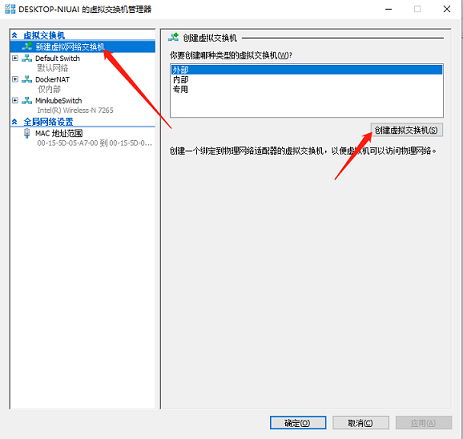 DESKTOP-NIUAI 的虚拟交换机管理器
虚拟交换机
新建虚拟网络交换机
Default Switch
默认网络
DockerNAT
仅内部
MinkubeSwitch
Intel(R) Wireless-N 7265
全局网络设置
MAC 地址范围
00-15-5D-05-A7-00 到 00-15-5D-0...
创建虚拟交换机
你要创建哪种类型的虚拟交换机(W)?
外部
内部
专用
创建虚拟交换机(S)
创建一个绑定到物理网络适配器的虚拟交换机，以便虚拟机可以访问物理网络。
确定(O)
取消(C)
应用(A)